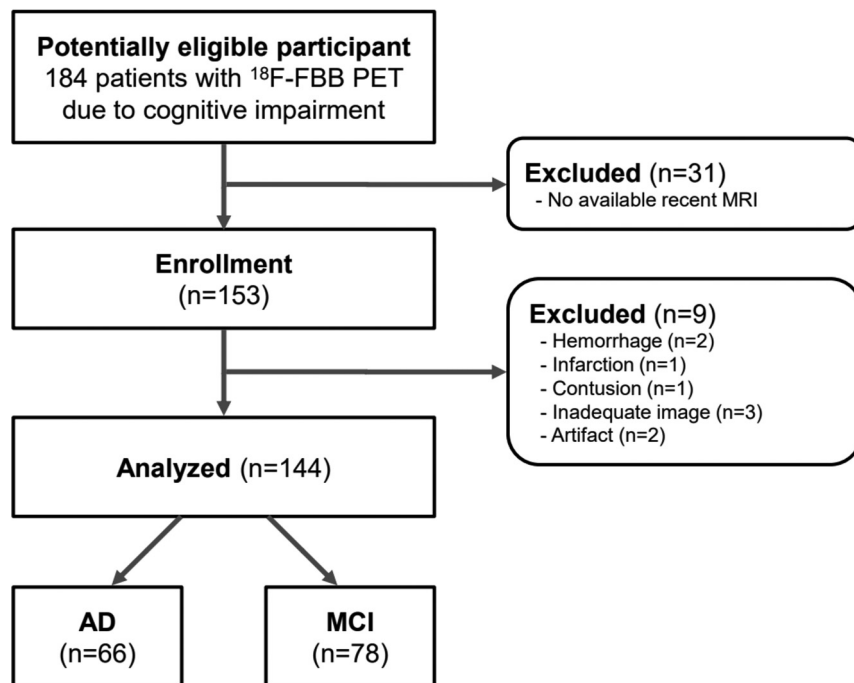 Potentially eligible participant
184 patients with ¹⁸F-FBB PET
due to cognitive impairment
Excluded (n=31)
- No available recent MRI
Enrollment
(n=153)
Excluded (n=9)
- Hemorrhage (n=2)
- Infarction (n=1)
- Contusion (n=1)
- Inadequate image (n=3)
- Artifact (n=2)
Analyzed (n=144)
AD
(n=66)
MCI
(n=78)